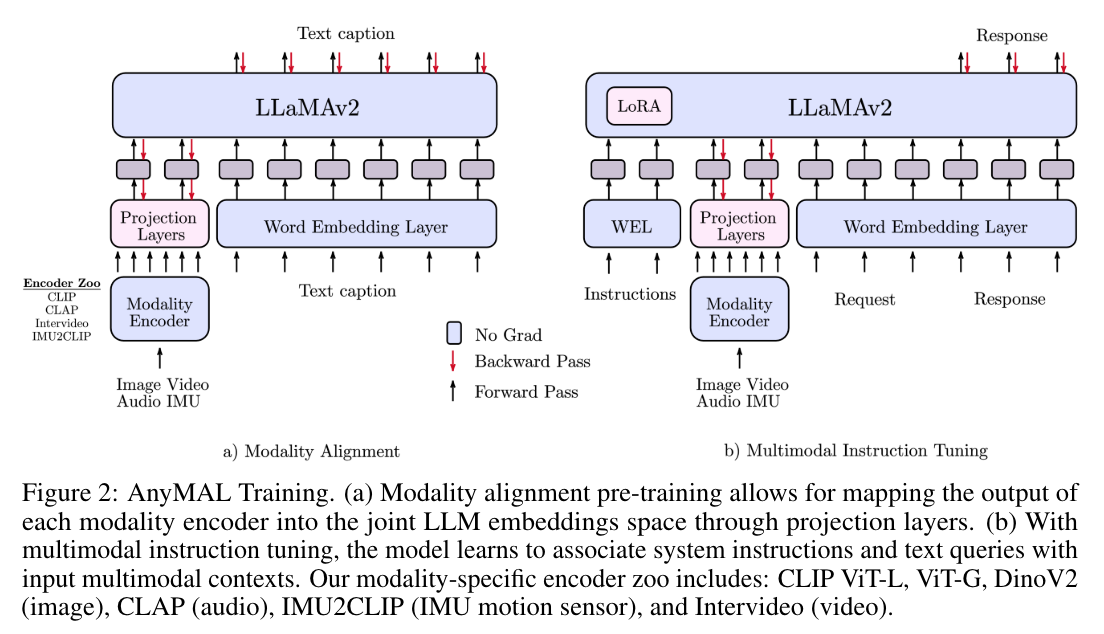 Text caption
LLaMAv2
Projection
Layers
Word Embedding Layer
Encoder Zoo
CLIP
CLAP
Intervideo
IMU2CLIP
Modality
Encoder
Text caption
Image Video
Audio IMU
No Grad
Backward Pass
Forward Pass
a) Modality Alignment
Response
LoRA
LLaMAv2
WEL
Projection
Layers
Word Embedding Layer
Instructions
Modality
Encoder
Request
Response
Image Video
Audio IMU
b) Multimodal Instruction Tuning
Figure 2: AnyMAL Training. (a) Modality alignment pre-training allows for mapping the output of
each modality encoder into the joint LLM embeddings space through projection layers. (b) With
multimodal instruction tuning, the model learns to associate system instructions and text queries with
input multimodal contexts. Our modality-specific encoder zoo includes: CLIP ViT-L, ViT-G, DinoV2
(image), CLAP (audio), IMU2CLIP (IMU motion sensor), and Intervideo (video).